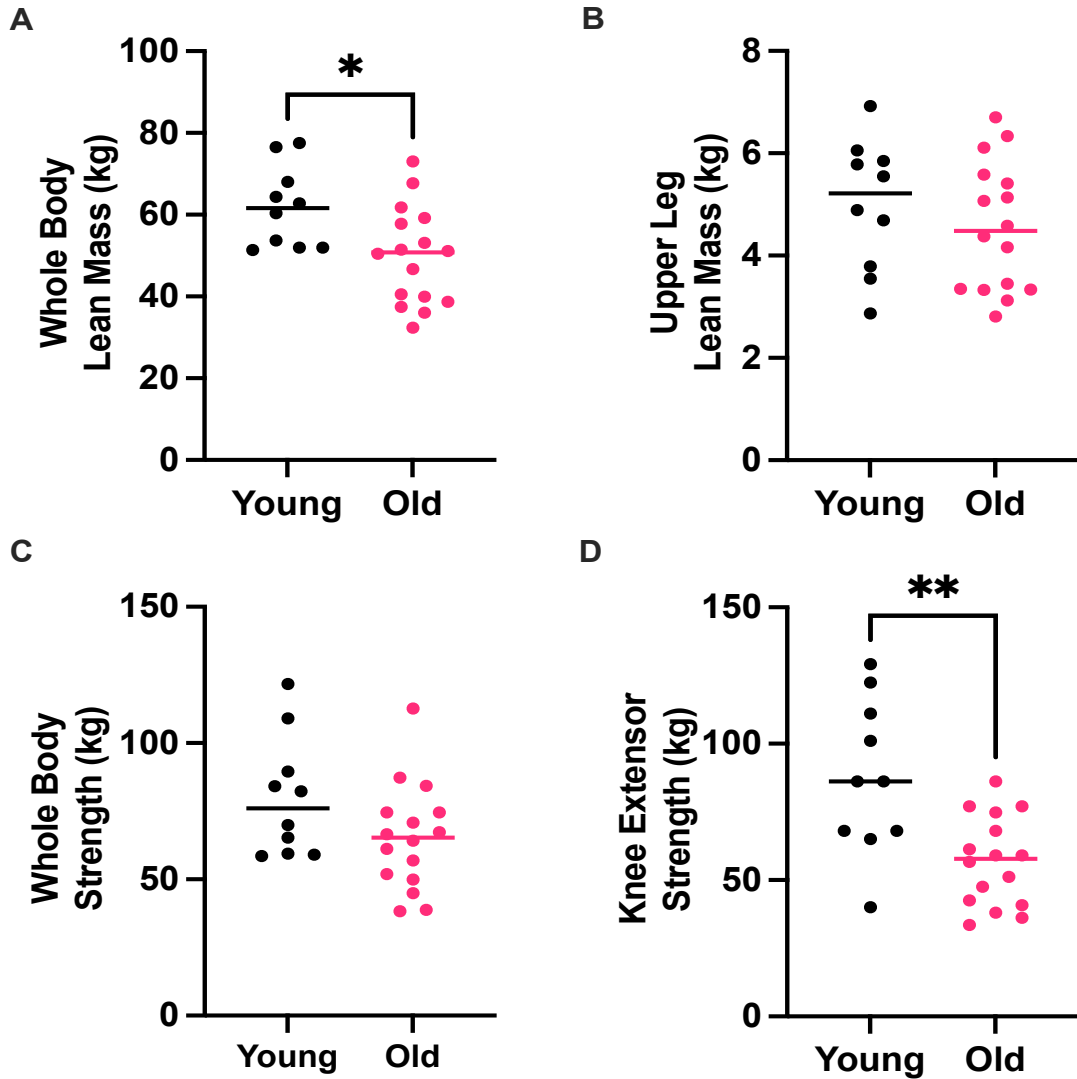 A
Whole Body
Lean Mass (kg)
100
80
60
40
20
0
*
Young Old
B
Upper Leg
Lean Mass (kg)
8
6
4
2
0
Young Old
C
Whole Body
Strength (kg)
150
100
50
0
Young Old
D
Knee Extensor
Strength (kg)
150
100
50
0
**
Young Old